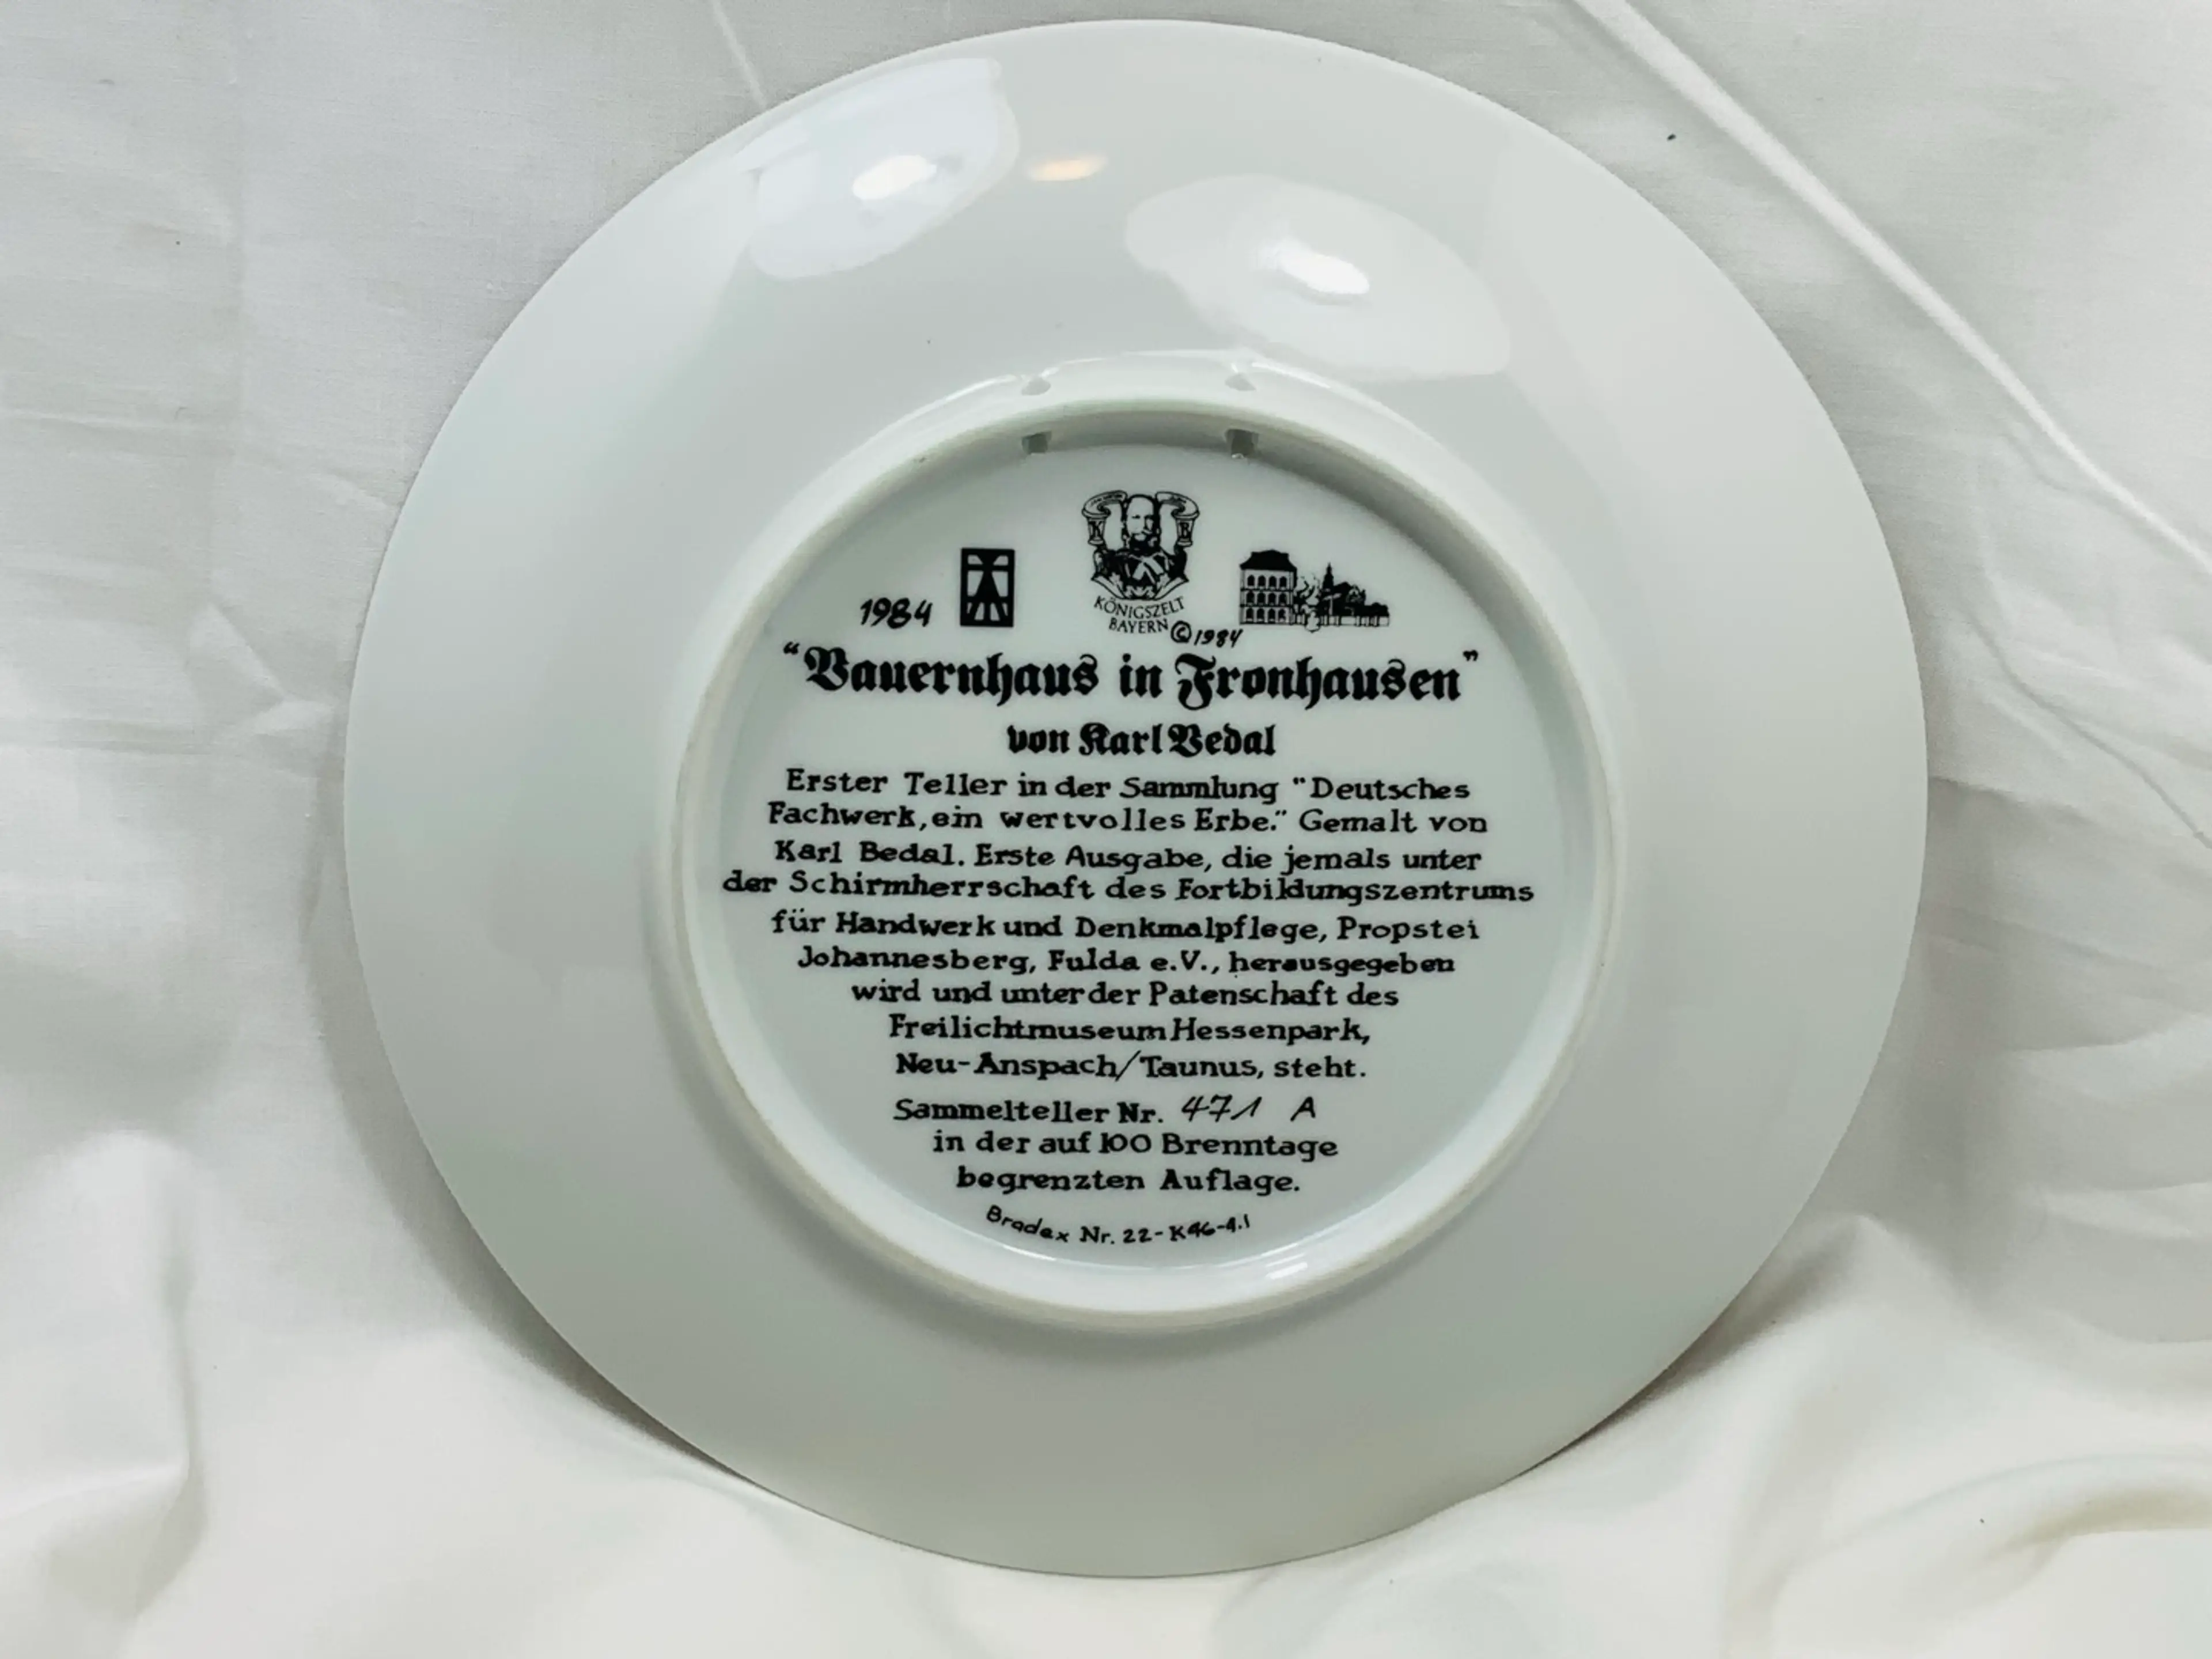 K B
KÖNIGSZELT
BAYERN
1984
© 1984
"Bauernhaus in Fronhausen"
von Karl Bedal
Erster Teller in der Sammlung "Deutsches
Fachwerk, ein wertvolles Erbe." Gemalt von
Karl Bedal. Erste Ausgabe, die jemals unter
der Schirmherrschaft des Fortbildungszentrums
für Handwerk und Denkmalpflege, Propstei
Johannesberg, Fulda e.V., herausgegeben
wird und unter der Patenschaft des
Freilichtmuseum Hessenpark,
Neu-Anspach/Taunus, steht.
Sammelteller Nr. 471 A
in der auf 100 Brenntage
begrenzten Auflage.
Bradex Nr. 22-K46-4.1